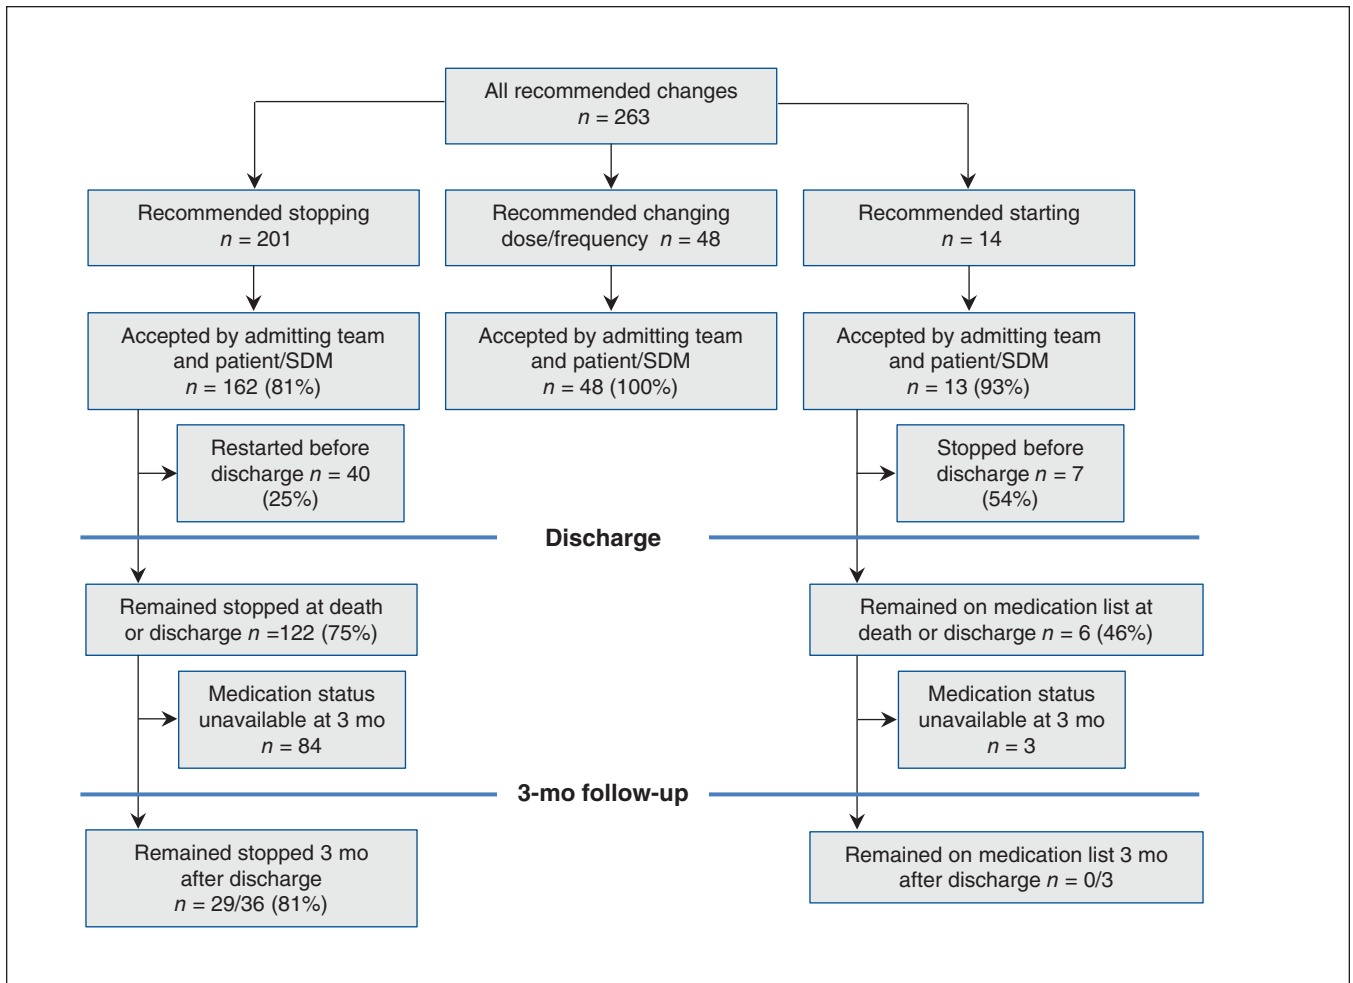 All recommended changes
n = 263
Recommended stopping
n = 201
Recommended changing
dose/frequency n = 48
Recommended starting
n = 14
Accepted by admitting team
and patient/SDM
n = 162 (81%)
Accepted by admitting team
and patient/SDM
n = 48 (100%)
Accepted by admitting team
and patient/SDM
n = 13 (93%)
Restarted before
discharge n = 40
(25%)
Stopped before
discharge n = 7
(54%)
Discharge
Remained stopped at death
or discharge n =122 (75%)
Remained on medication list at
death or discharge n = 6 (46%)
Medication status
unavailable at 3 mo
n = 84
Medication status
unavailable at 3 mo
n = 3
3-mo follow-up
Remained stopped 3 mo
after discharge
n = 29/36 (81%)
Remained on medication list 3 mo
after discharge n = 0/3